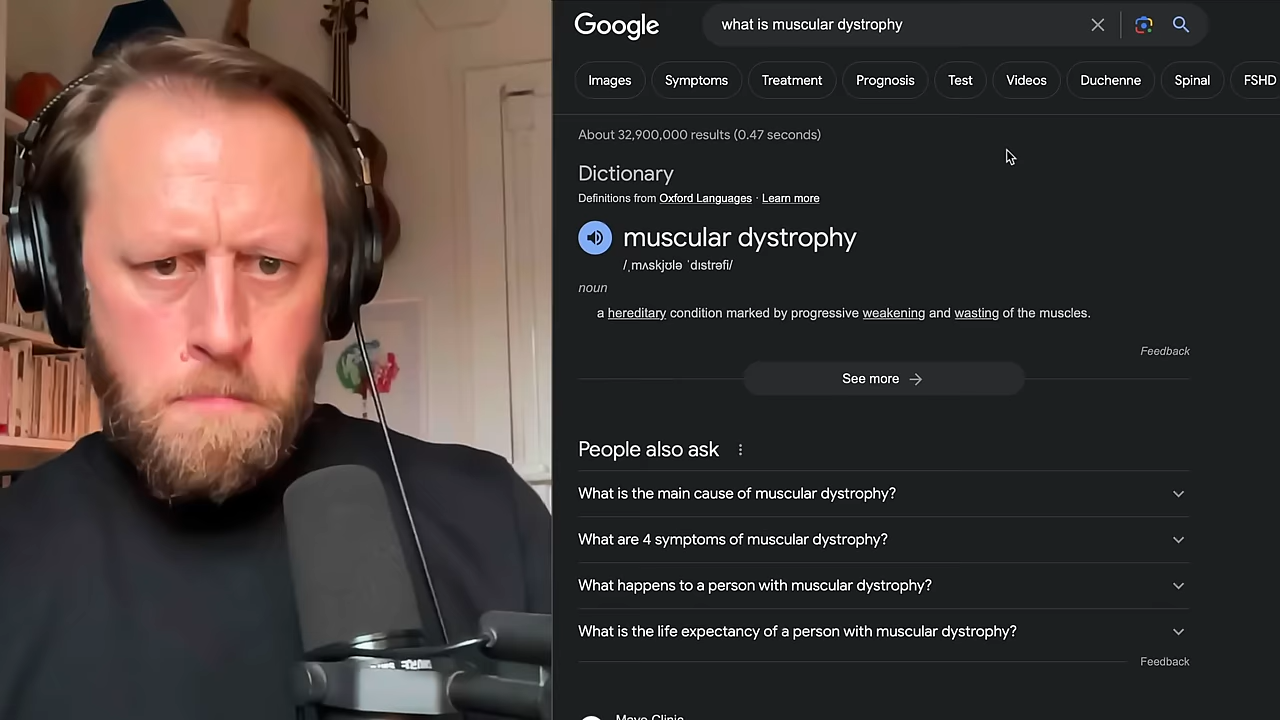 Google
what is muscular dystrophy
Images Symptoms Treatment Prognosis Test Videos Duchenne Spinal FSHD
About 32,900,000 results (0.47 seconds)
Dictionary
Definitions from Oxford Languages · Learn more
muscular dystrophy
/ˌmʌskjʊlə ˈdɪstrəfi/
noun
a hereditary condition marked by progressive weakening and wasting of the muscles.
Feedback
See more
People also ask
What is the main cause of muscular dystrophy?
What are 4 symptoms of muscular dystrophy?
What happens to a person with muscular dystrophy?
What is the life expectancy of a person with muscular dystrophy?
Feedback
Mayo Clinic